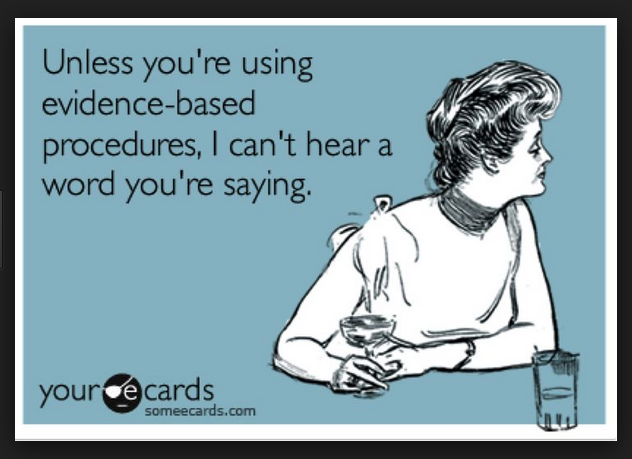 Unless you're using
evidence-based
procedures, I can't hear a
word you're saying.
your e cards
someecards.com